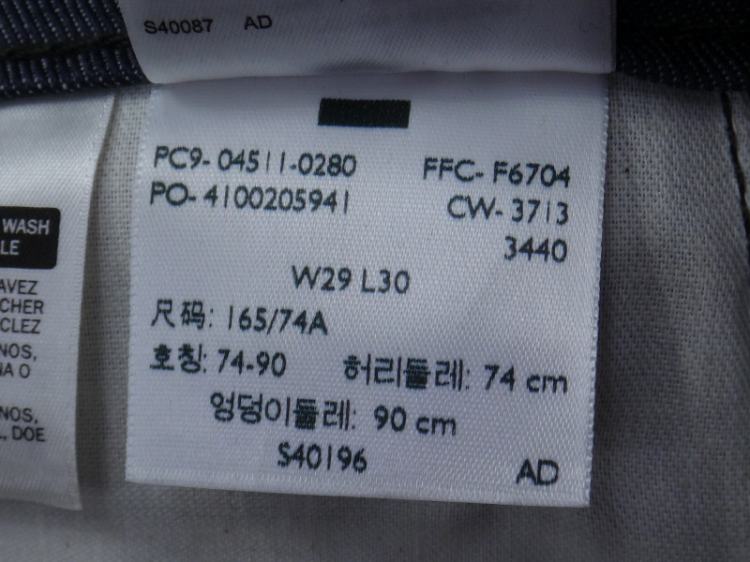 S40087 AD
PC9- 04511-0280 FFC- F6704
PO- 4100205941 CW- 3713
3440
W29 L30
尺码: 165/74A
호칭: 74-90 허리둘레: 74 cm
엉덩이둘레: 90 cm
S40196 AD
WASH
LE
AVEZ
CHER
CLEZ
NOS,
NA O
NOS,
DOE